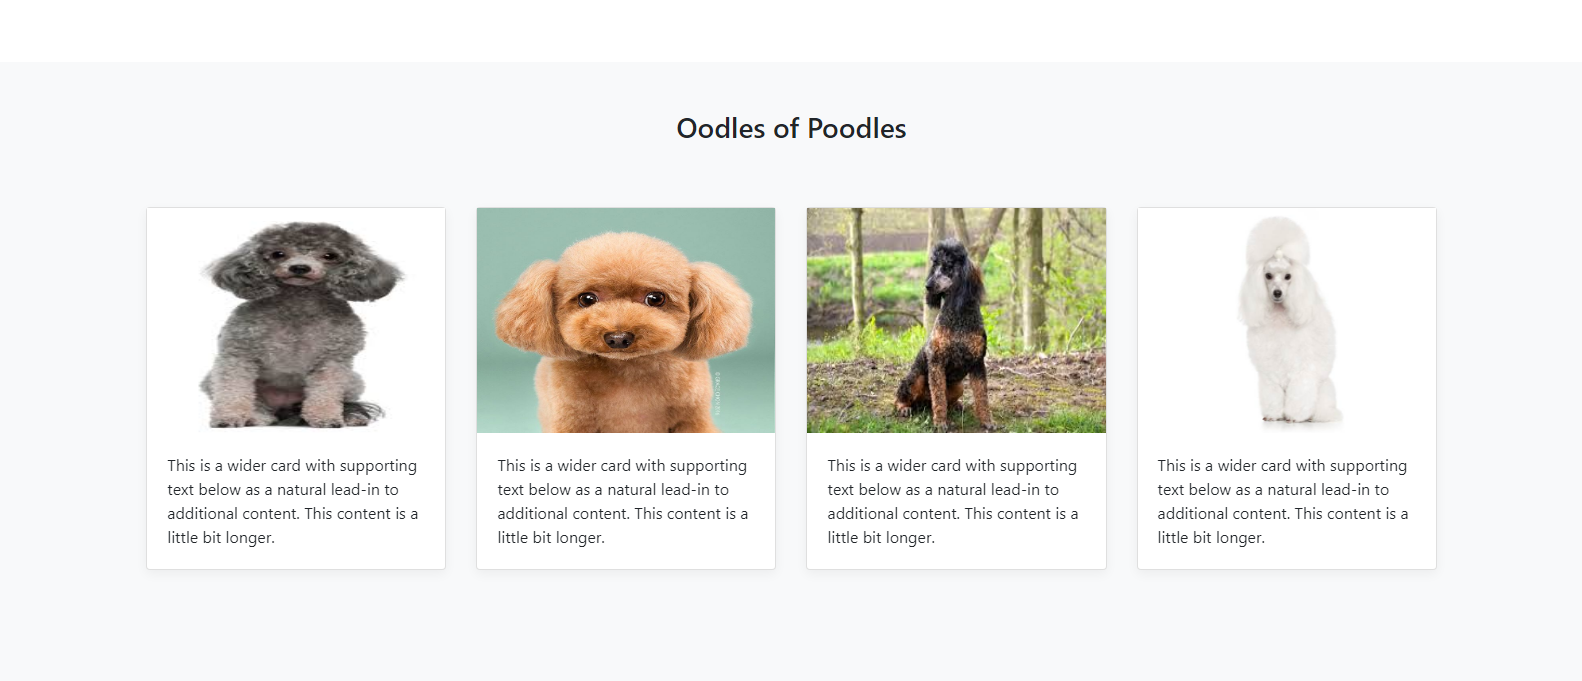 Oodles of Poodles
This is a wider card with supporting
text below as a natural lead-in to
additional content. This content is a
little bit longer.
This is a wider card with supporting
text below as a natural lead-in to
additional content. This content is a
little bit longer.
This is a wider card with supporting
text below as a natural lead-in to
additional content. This content is a
little bit longer.
This is a wider card with supporting
text below as a natural lead-in to
additional content. This content is a
little bit longer.